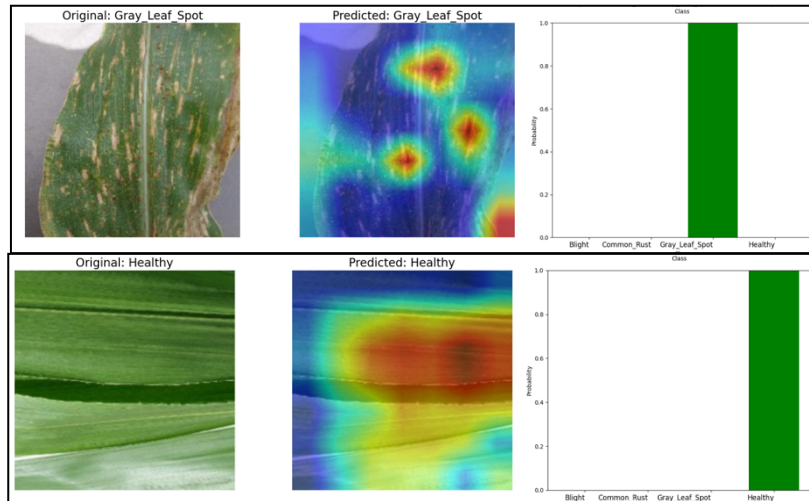 Original: Gray_Leaf_Spot
Predicted: Gray_Leaf_Spot
Class
Probability
1.0
0.8
0.6
0.4
0.2
0.0
Blight Common_Rust Gray_Leaf_Spot Healthy
Original: Healthy
Predicted: Healthy
Class
Probability
1.0
0.8
0.6
0.4
0.2
0.0
Blight Common_Rust Gray_Leaf_Spot Healthy